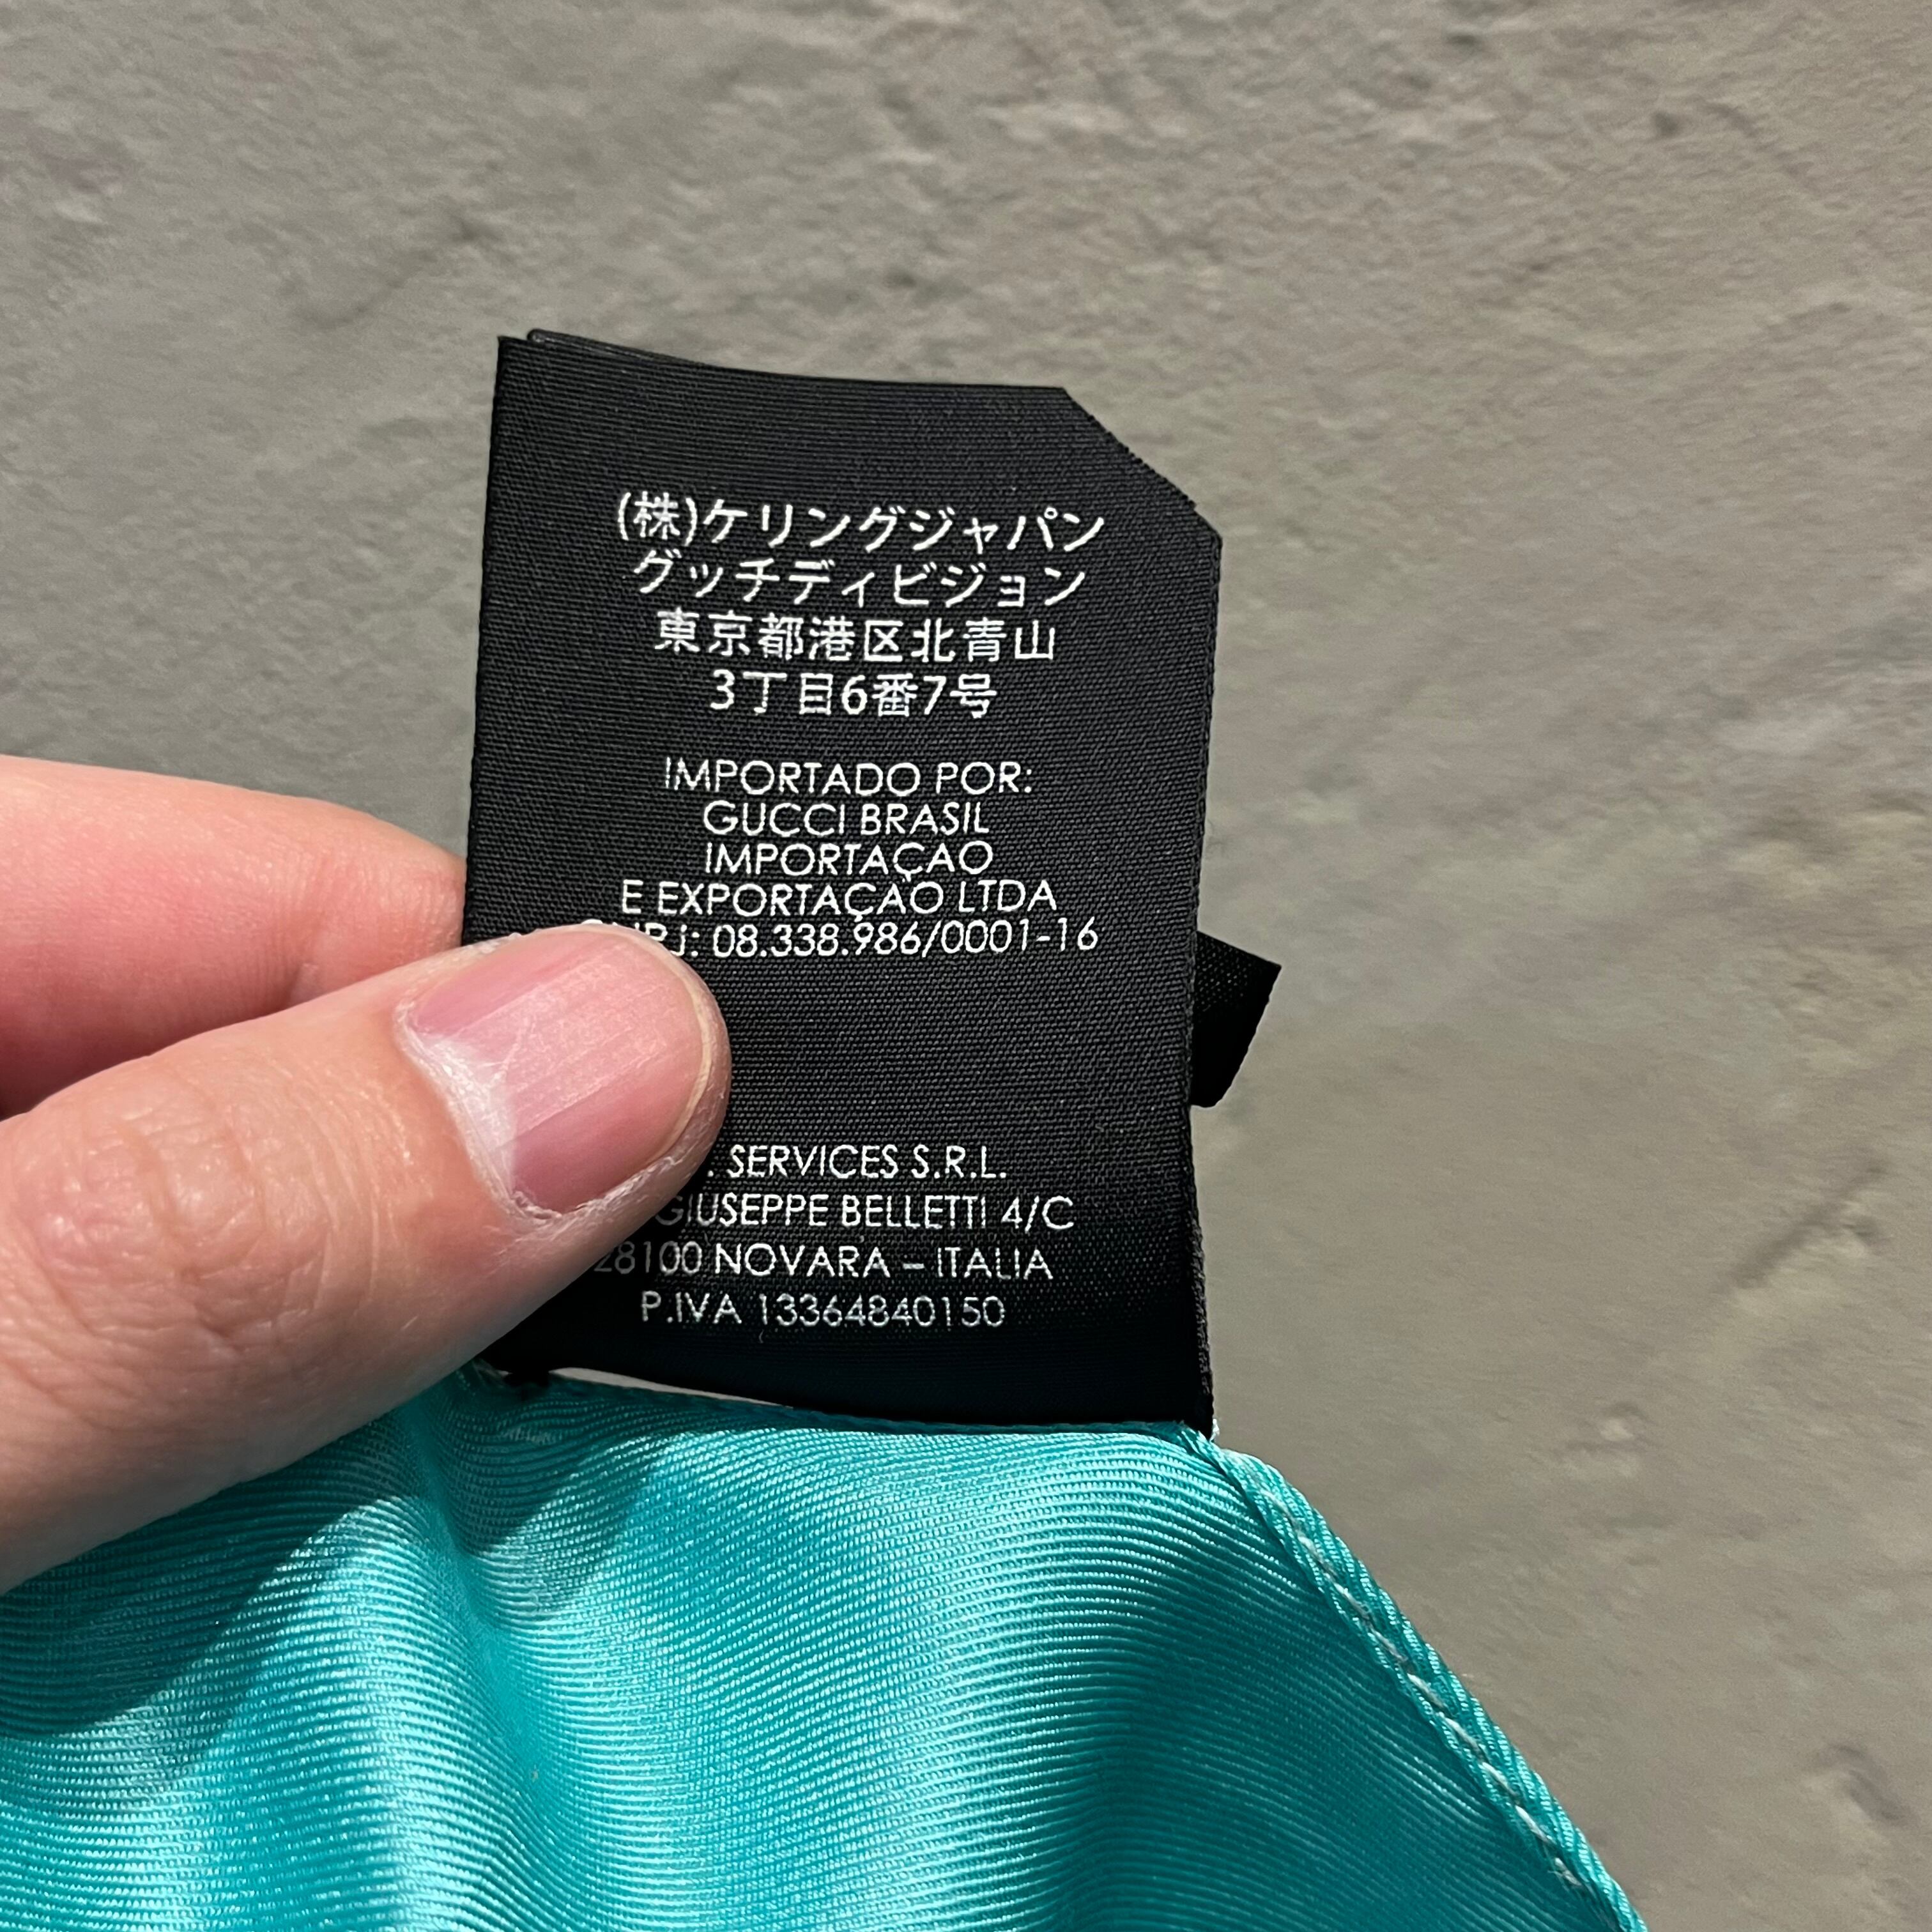 (株)ケリングジャパン
グッチディビジョン
東京都港区北青山
3丁目6番7号
IMPORTADO POR:
GUCCI BRASIL
IMPORTAÇAO
E EXPORTAÇAO LTDA
08.338.986/0001-16
SERVICES S.R.L.
GIUSEPPE BELLETTI 4/C
28100 NOVARA – ITALIA
P.IVA 13364840150